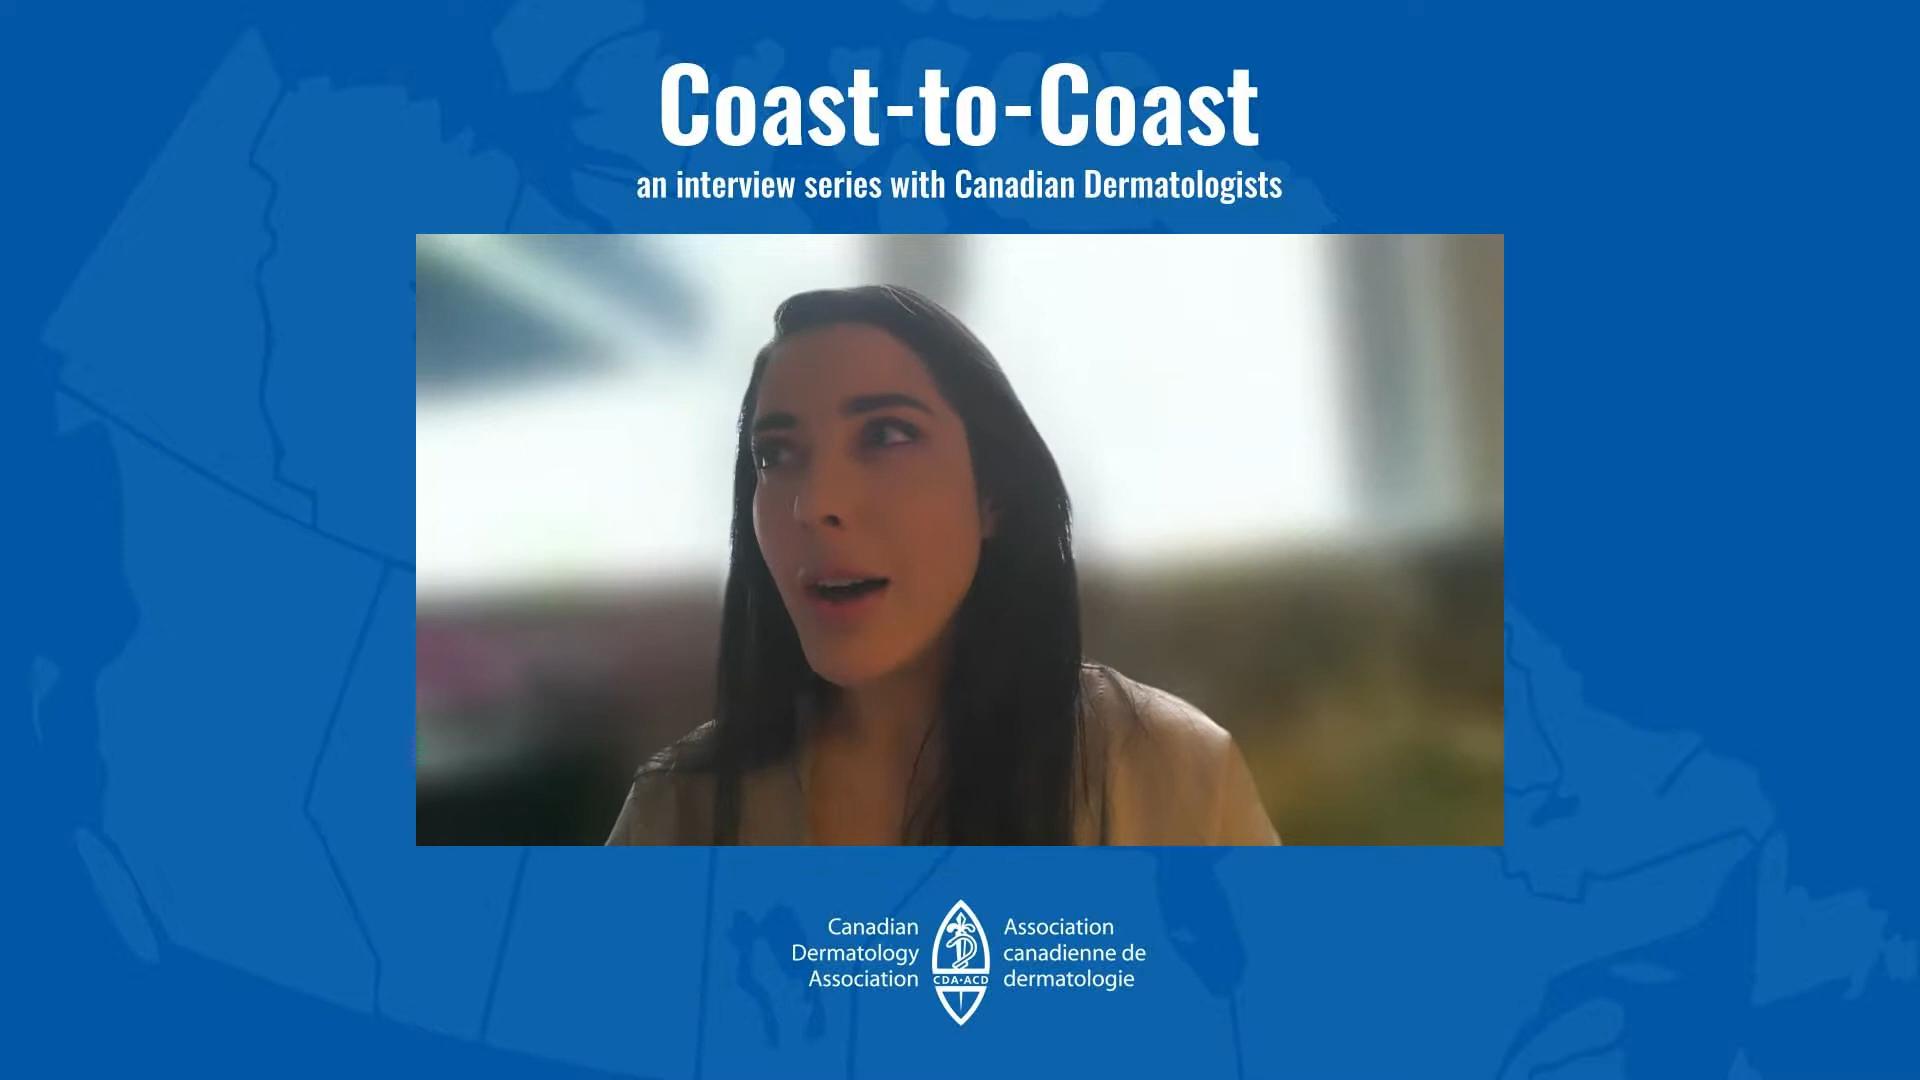 Coast-to-Coast
an interview series with Canadian Dermatologists
Canadian
Dermatology
Association
CDA·ACD
Association
canadienne de
dermatologie